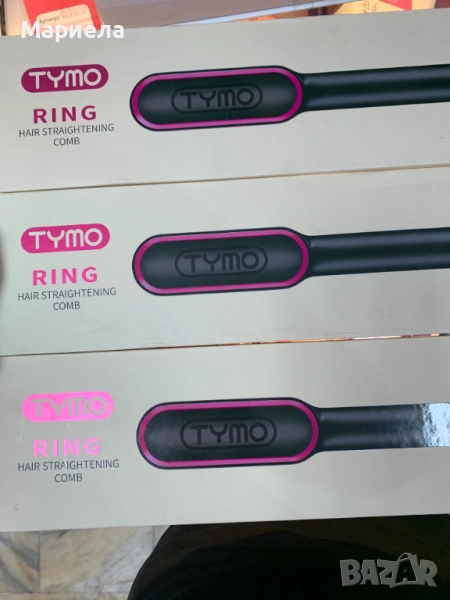 Мариела
TYMO
RING
HAIR STRAIGHTENING
COMB
TYMO
TYMO
RING
HAIR STRAIGHTENING
COMB
TYMO
TYMO
RING
HAIR STRAIGHTENING
COMB
TYMO
BAZAR